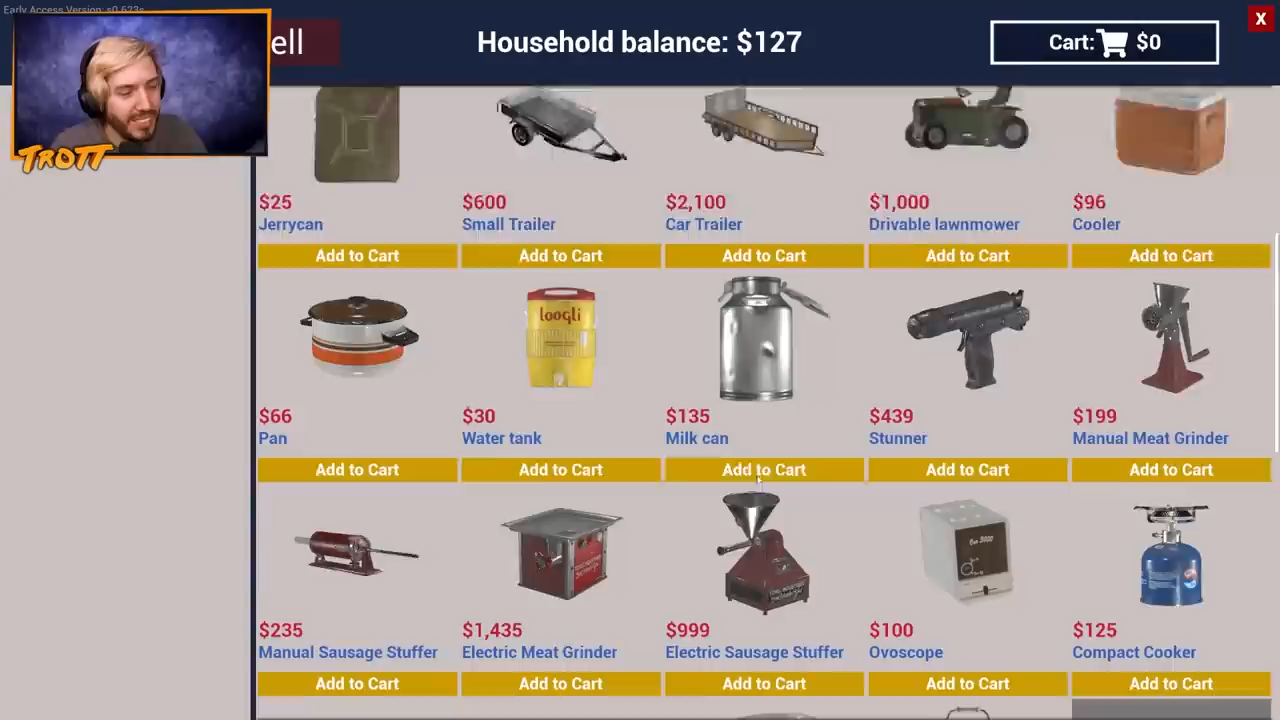 Early Access Version: s0.623s
ell
Household balance: $127
Cart: $0
X
TROTT
$25
Jerrycan
Add to Cart
$600
Small Trailer
Add to Cart
$2,100
Car Trailer
Add to Cart
$1,000
Drivable lawnmower
Add to Cart
$96
Cooler
Add to Cart
loogli
$66
Pan
Add to Cart
$30
Water tank
Add to Cart
$135
Milk can
Add to Cart
$439
Stunner
Add to Cart
$199
Manual Meat Grinder
Add to Cart
$235
Manual Sausage Stuffer
Add to Cart
$1,435
Electric Meat Grinder
Add to Cart
$999
Electric Sausage Stuffer
Add to Cart
$100
Ovoscope
Add to Cart
$125
Compact Cooker
Add to Cart